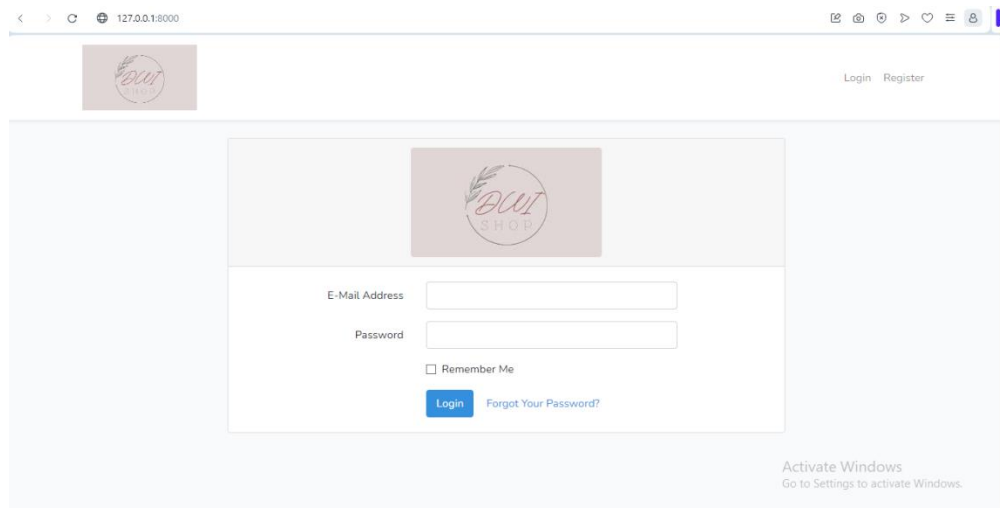 127.0.0.1:8000
DWI
SHOP
Login Register
DWI
SHOP
E-Mail Address
Password
Remember Me
Login Forgot Your Password?
Activate Windows
Go to Settings to activate Windows.